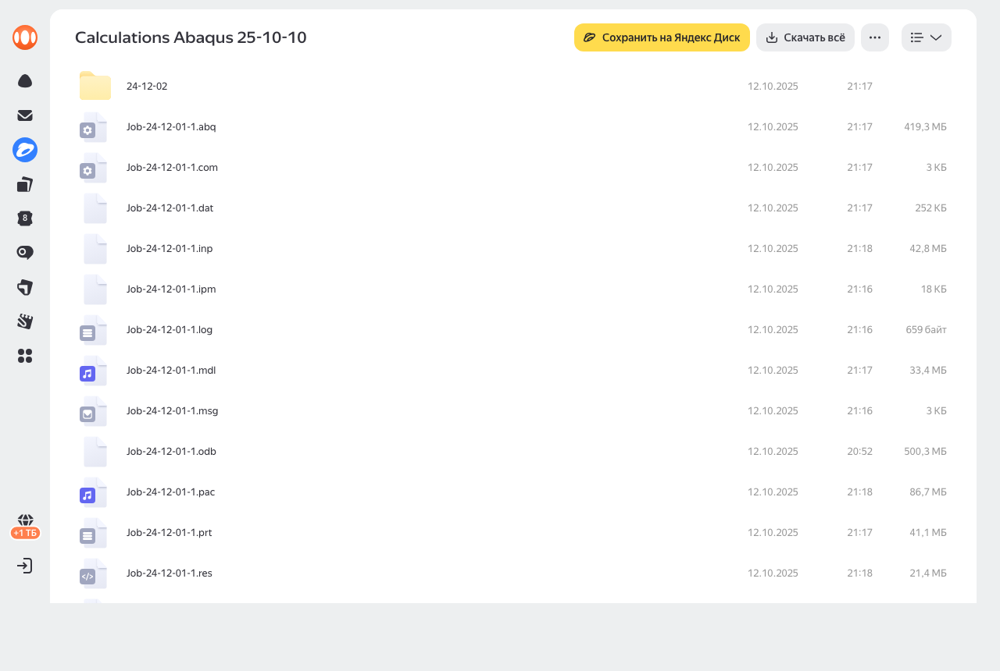 Calculations Abaqus 25-10-10
Сохранить на Яндекс Диск
Скачать всё
24-12-02 12.10.2025 21:17
Job-24-12-01-1.abq 12.10.2025 21:17 419,3 МБ
Job-24-12-01-1.com 12.10.2025 21:17 3 КБ
8
Job-24-12-01-1.dat 12.10.2025 21:17 252 КБ
Job-24-12-01-1.inp 12.10.2025 21:18 42,8 МБ
Job-24-12-01-1.ipm 12.10.2025 21:16 18 КБ
Job-24-12-01-1.log 12.10.2025 21:16 659 байт
Job-24-12-01-1.mdl 12.10.2025 21:17 33,4 МБ
Job-24-12-01-1.msg 12.10.2025 21:16 3 КБ
Job-24-12-01-1.odb 12.10.2025 20:52 500,3 МБ
Job-24-12-01-1.pac 12.10.2025 21:18 86,7 МБ
+1 ТБ
Job-24-12-01-1.prt 12.10.2025 21:17 41,1 МБ
Job-24-12-01-1.res 12.10.2025 21:18 21,4 МБ